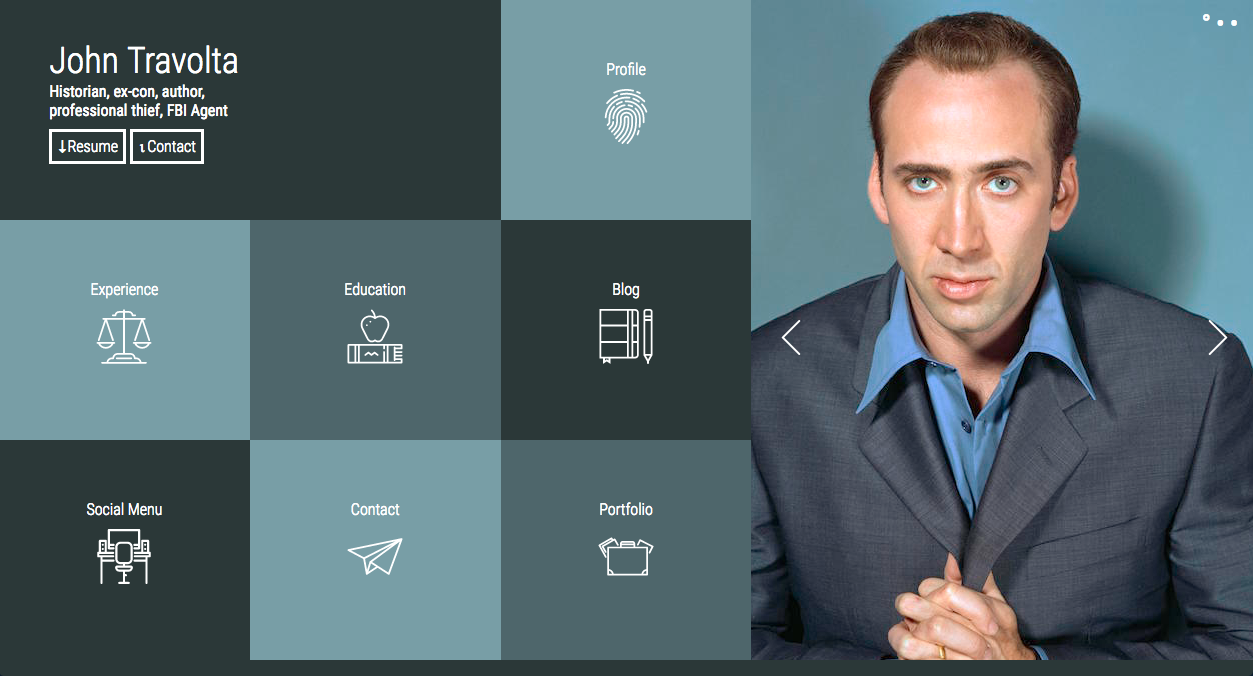 John Travolta
Historian, ex-con, author,
professional thief, FBI Agent
Resume
Contact
Profile
Experience
Education
Blog
Social Menu
Contact
Portfolio